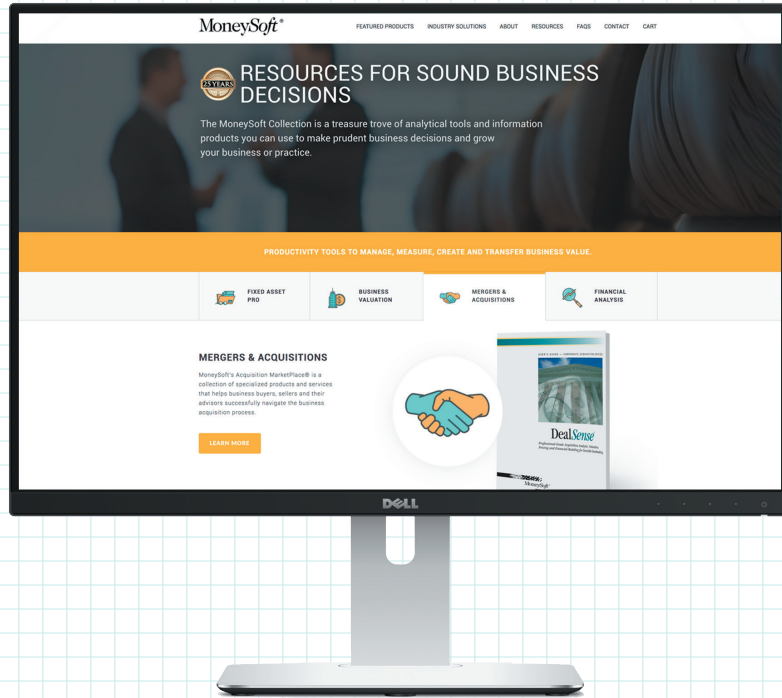 MoneySoft®
FEATURED PRODUCTS INDUSTRY SOLUTIONS ABOUT RESOURCES FAQS CONTACT CART
25 YEARS
RESOURCES FOR SOUND BUSINESS
DECISIONS
The MoneySoft Collection is a treasure trove of analytical tools and information
products you can use to make prudent business decisions and grow
your business or practice.
PRODUCTIVITY TOOLS TO MANAGE, MEASURE, CREATE AND TRANSFER BUSINESS VALUE.
FIXED ASSET
PRO
BUSINESS
VALUATION
MERGERS &
ACQUISITIONS
FINANCIAL
ANALYSIS
MERGERS & ACQUISITIONS
MoneySoft's Acquisition MarketPlace® is a
collection of specialized products and services
that helps business buyers, sellers and their
advisors successfully navigate the business
acquisition process.
LEARN MORE
DealSense
MoneySoft
DELL